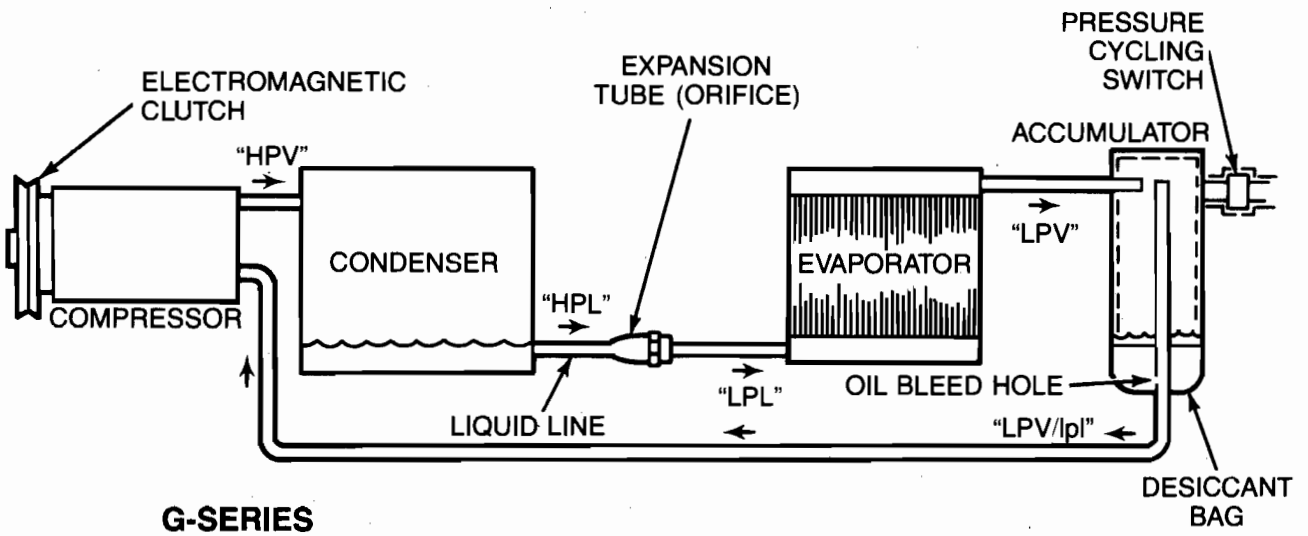 PRESSURE
CYCLING
SWITCH
ELECTROMAGNETIC
CLUTCH
EXPANSION
TUBE (ORIFICE)
ACCUMULATOR
“HPV”
“LPV”
CONDENSER
EVAPORATOR
“HPL”
COMPRESSOR
“LPL”
OIL BLEED HOLE
LIQUID LINE
“LPV/lpl”
DESICCANT
BAG
G-SERIES